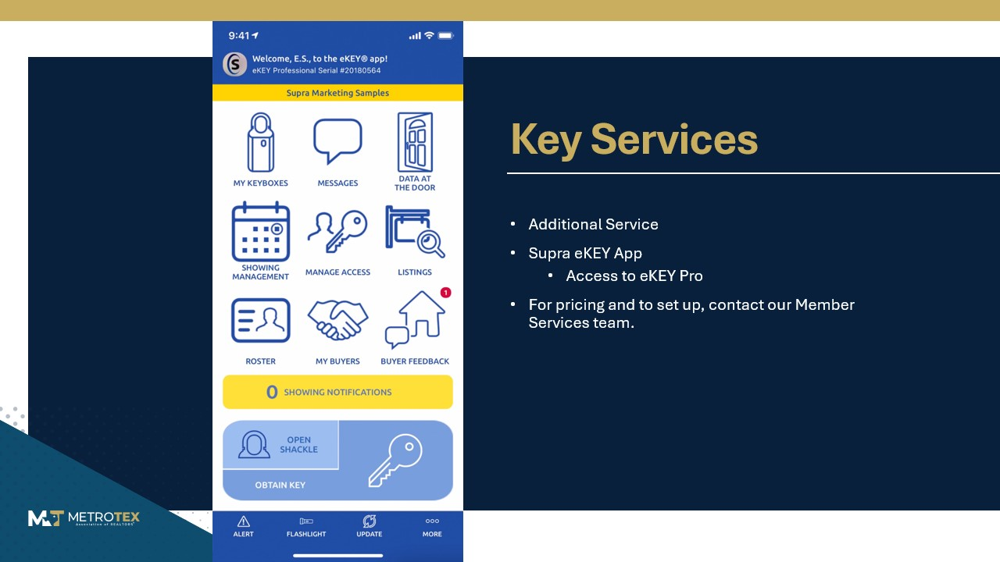 9:41
Welcome, E.S., to the eKEY® app!
eKEY Professional Serial #20180564
Supra Marketing Samples
MY KEYBOXES
MESSAGES
DATA AT
THE DOOR
SHOWING
MANAGEMENT
MANAGE ACCESS
LISTINGS
1
ROSTER
MY BUYERS
BUYER FEEDBACK
0 SHOWING NOTIFICATIONS
OPEN
SHACKLE
OBTAIN KEY
ALERT
FLASHLIGHT
UPDATE
MORE
Key Services
• Additional Service
• Supra eKEY App
• Access to eKEY Pro
• For pricing and to set up, contact our Member
Services team.
MT METROTEX
Association of REALTORS®